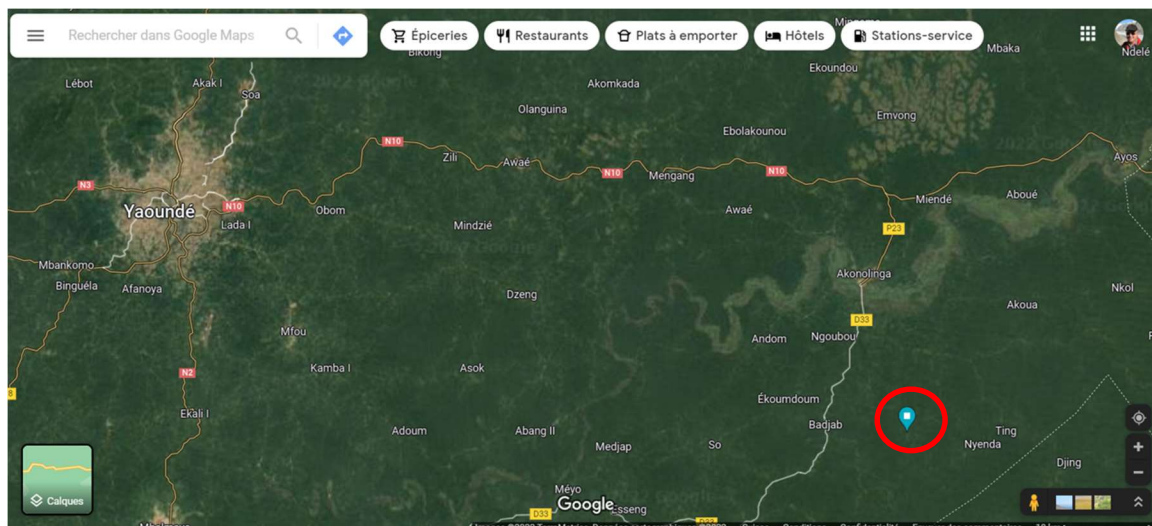 Rechercher dans Google Maps
Épiceries
Restaurants
Plats à emporter
Hôtels
Stations-service
Bikong
Mbaka
Ndelé
Ekoundou
Lébot
Akak I
Soa
Akomkada
Olanguina
Emvong
Ebolakounou
N10
Zili
Awaé
N10
Mengang
N10
Ayos
N3
Yaoundé
N10
Lada I
Obom
Mindzié
Awaé
Miendé
Aboué
P23
Mbankomo
Binguéla
Afanoya
Dzeng
Akonolinga
Akoua
Nkol
D33
Mfou
Andom
Ngoubou
N2
Kamba I
Asok
Ékoumdoum
Ekali I
Adoum
Abang II
Badjab
Medjap
So
Ting
Nyenda
Djing
Calques
Méyo
Google
D33